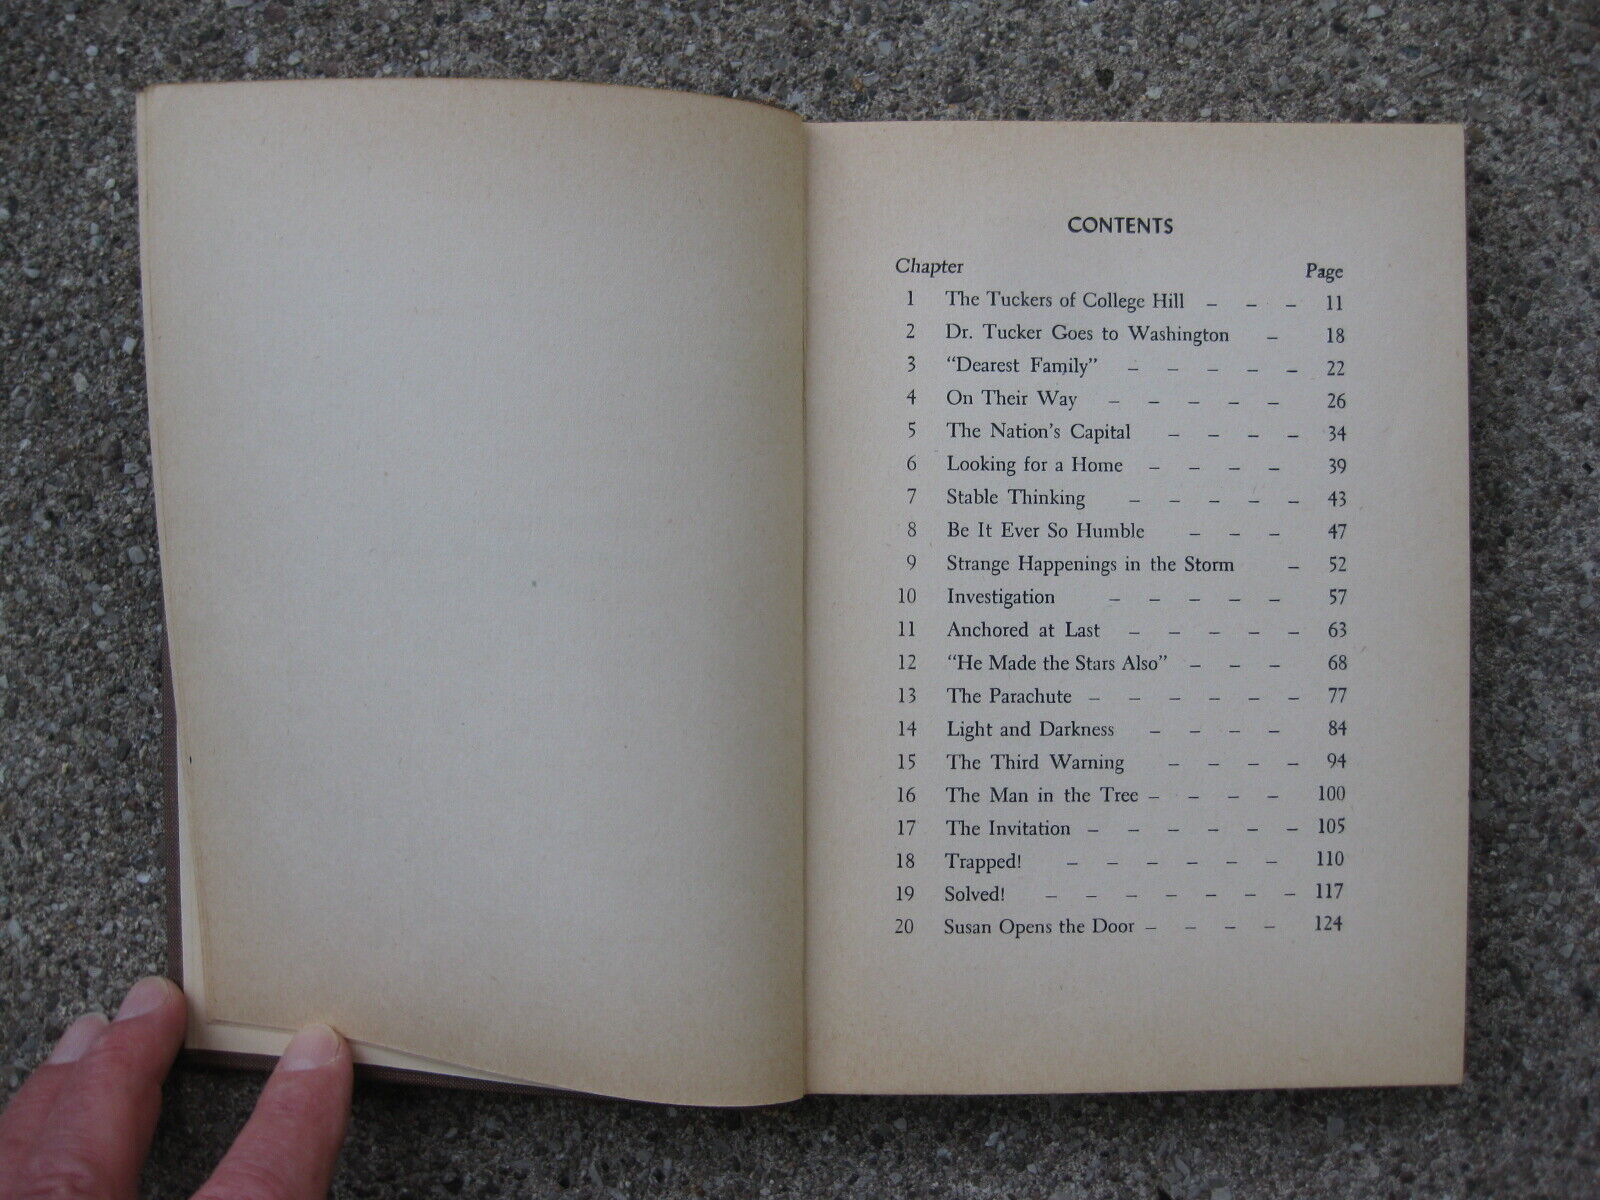 CONTENTS
Chapter Page
1 The Tuckers of College Hill – – – 11
2 Dr. Tucker Goes to Washington – 18
3 “Dearest Family” – – – – – 22
4 On Their Way – – – – – 26
5 The Nation's Capital – – – – 34
6 Looking for a Home – – – – 39
7 Stable Thinking – – – – – 43
8 Be It Ever So Humble – – – 47
9 Strange Happenings in the Storm – 52
10 Investigation – – – – – 57
11 Anchored at Last – – – – – 63
12 “He Made the Stars Also” – – – 68
13 The Parachute – – – – – – 77
14 Light and Darkness – – – – 84
15 The Third Warning – – – – 94
16 The Man in the Tree – – – – 100
17 The Invitation – – – – – – 105
18 Trapped! – – – – – – 110
19 Solved! – – – – – – – 117
20 Susan Opens the Door – – – – 124